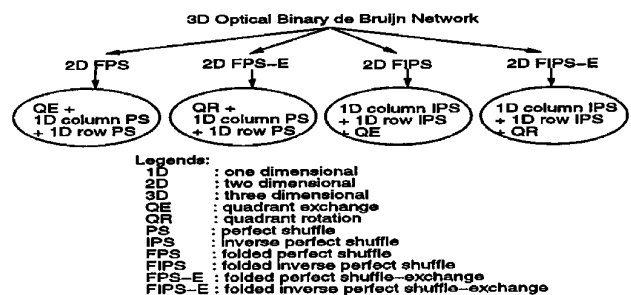 3D Optical Binary de Bruijn Network
2D FPS
2D FPS-E
2D FIPS
2D FIPS-E
QE +
1D column PS
+ 1D row PS
QR +
1D column PS
+ 1D row PS
1D column IPS
+ 1D row IPS
+ QE
1D column IPS
+ 1D row IPS
+ QR
Legends:
1D : one dimensional
2D : two dimensional
3D : three dimensional
QE : quadrant exchange
QR : quadrant rotation
PS : perfect shuffle
IPS : inverse perfect shuffle
FPS : folded perfect shuffle
FIPS : folded inverse perfect shuffle
FPS-E : folded perfect shuffle-exchange
FIPS-E : folded inverse perfect shuffle-exchange